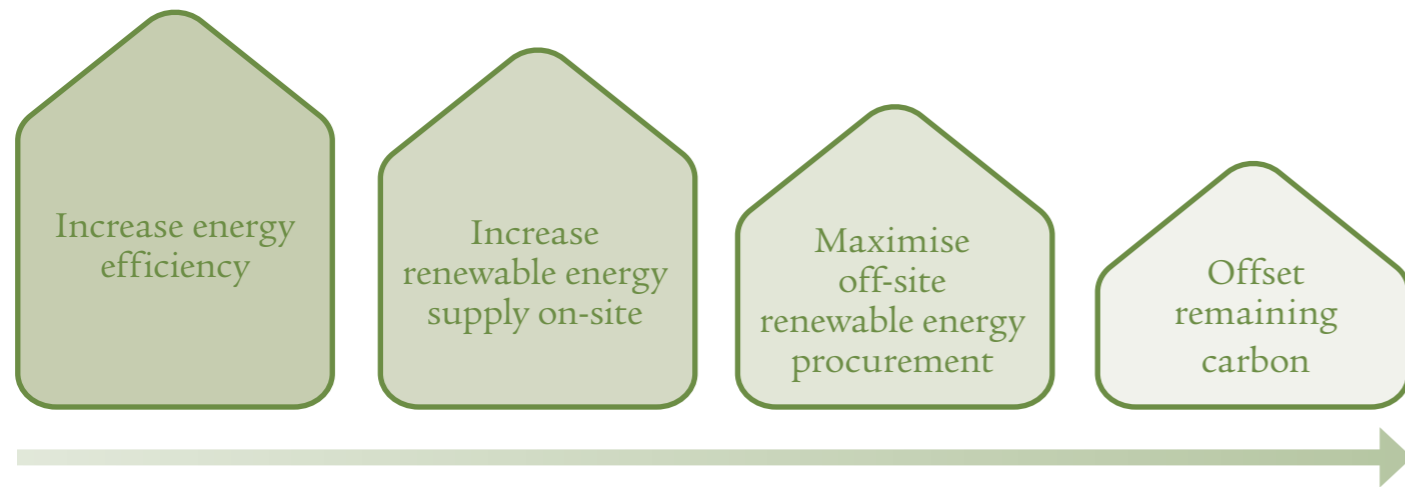 Increase energy
efficiency
Increase
renewable energy
supply on-site
Maximise
off-site
renewable energy
procurement
Offset
remaining
carbon